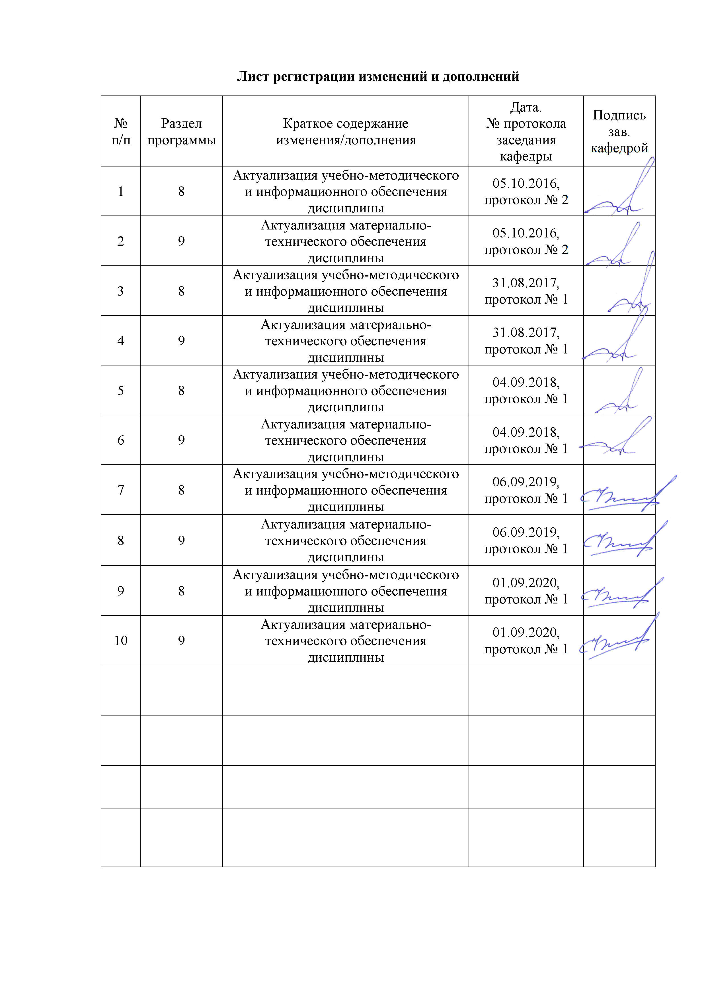 Лист регистрации изменений и дополнений
№
п/п
Раздел
программы
Краткое содержание
изменения/дополнения
Дата.
№ протокола
заседания
кафедры
Подпись
зав.
кафедрой
1
8
Актуализация учебно-методического
и информационного обеспечения
дисциплины
05.10.2016,
протокол № 2
2
9
Актуализация материально-
технического обеспечения
дисциплины
05.10.2016,
протокол № 2
3
8
Актуализация учебно-методического
и информационного обеспечения
дисциплины
31.08.2017,
протокол № 1
4
9
Актуализация материально-
технического обеспечения
дисциплины
31.08.2017,
протокол № 1
5
8
Актуализация учебно-методического
и информационного обеспечения
дисциплины
04.09.2018,
протокол № 1
6
9
Актуализация материально-
технического обеспечения
дисциплины
04.09.2018,
протокол № 1
7
8
Актуализация учебно-методического
и информационного обеспечения
дисциплины
06.09.2019,
протокол № 1
8
9
Актуализация материально-
технического обеспечения
дисциплины
06.09.2019,
протокол № 1
9
8
Актуализация учебно-методического
и информационного обеспечения
дисциплины
01.09.2020,
протокол № 1
10
9
Актуализация материально-
технического обеспечения
дисциплины
01.09.2020,
протокол № 1